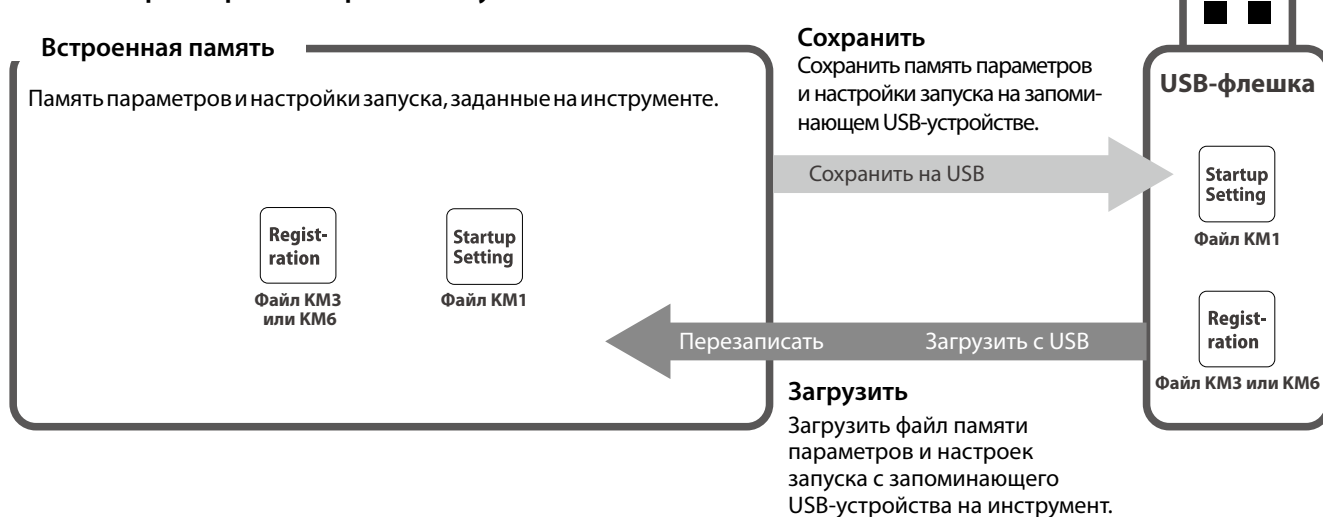 Встроенная память
Память параметров и настройки запуска, заданные на инструменте.
Regist-
ration
Файл KM3
или KM6
Startup
Setting
Файл KM1
Сохранить
Сохранить память параметров
и настройки запуска на запоми-
нающем USB-устройстве.
Сохранить на USB
Перезаписать
Загрузить с USB
Загрузить
Загрузить файл памяти
параметров и настроек
запуска с запоминающего
USB-устройства на инструмент.
USB-флешка
Startup
Setting
Файл KM1
Regist-
ration
Файл KM3 или KM6